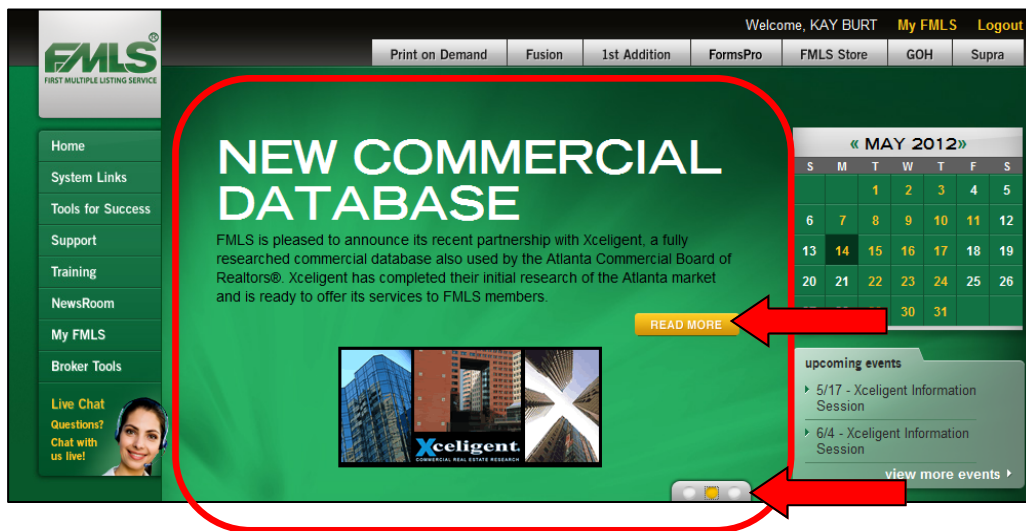 Welcome, KAY BURT My FMLS Logout
FMLS®
FIRST MULTIPLE LISTING SERVICE
Print on Demand Fusion 1st Addition FormsPro FMLS Store GOH Supra
Home
System Links
Tools for Success
Support
Training
NewsRoom
My FMLS
Broker Tools
Live Chat
Questions?
Chat with
us live!
NEW COMMERCIAL
DATABASE
FMLS is pleased to announce its recent partnership with Xceligent, a fully
researched commercial database also used by the Atlanta Commercial Board of
Realtors®. Xceligent has completed their initial research of the Atlanta market
and is ready to offer its services to FMLS members.
READ MORE
Xceligent.
COMMERCIAL REAL ESTATE RESEARCH
« MAY 2012»
S M T W T F S
1 2 3 4 5
6 7 8 9 10 11 12
13 14 15 16 17 18 19
20 21 22 23 24 25 26
30 31
upcoming events
5/17 - Xceligent Information
Session
6/4 - Xceligent Information
Session
view more events